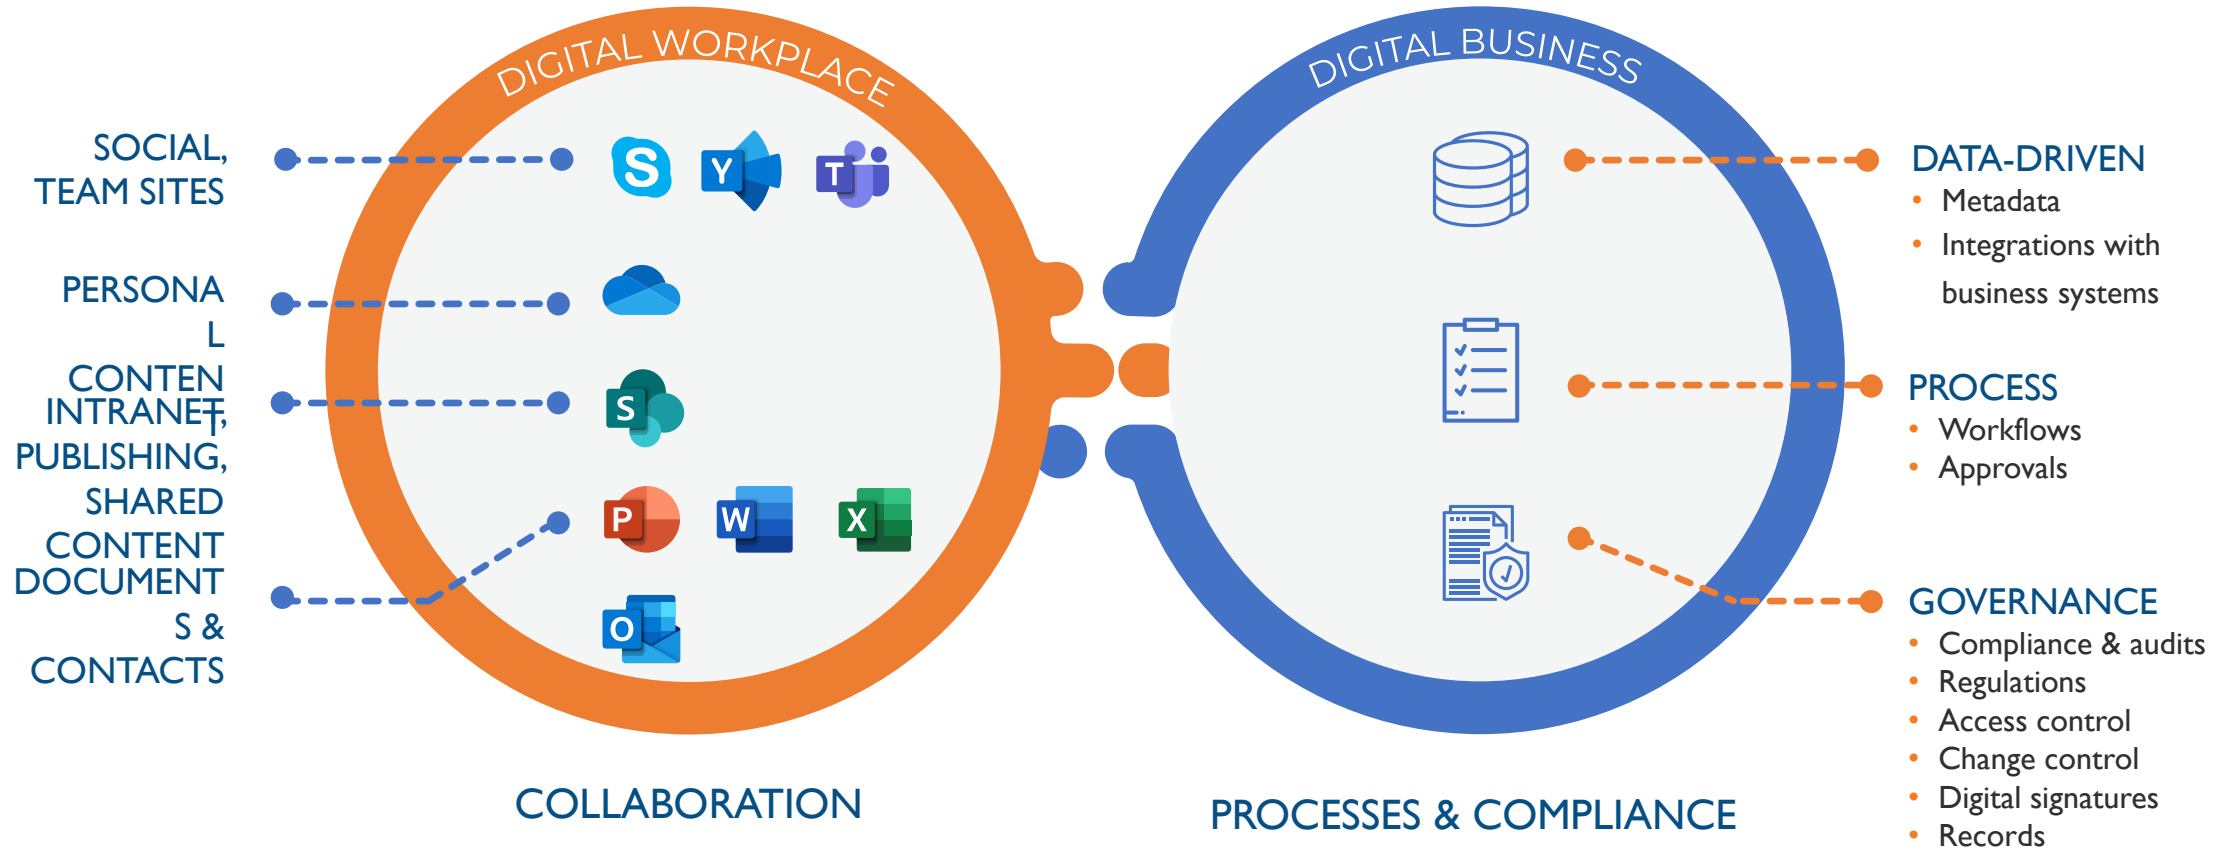 DIGITAL WORKPLACE
SOCIAL,
TEAM SITES
PERSONA
L
CONTEN
T
INTRANET,
PUBLISHING,
SHARED
CONTENT
DOCUMENT
S &
CONTACTS
S
Y
T
S
P
W
X
O
COLLABORATION
DIGITAL BUSINESS
DATA-DRIVEN
• Metadata
• Integrations with
business systems
PROCESS
• Workflows
• Approvals
GOVERNANCE
• Compliance & audits
• Regulations
• Access control
• Change control
• Digital signatures
• Records
PROCESSES & COMPLIANCE